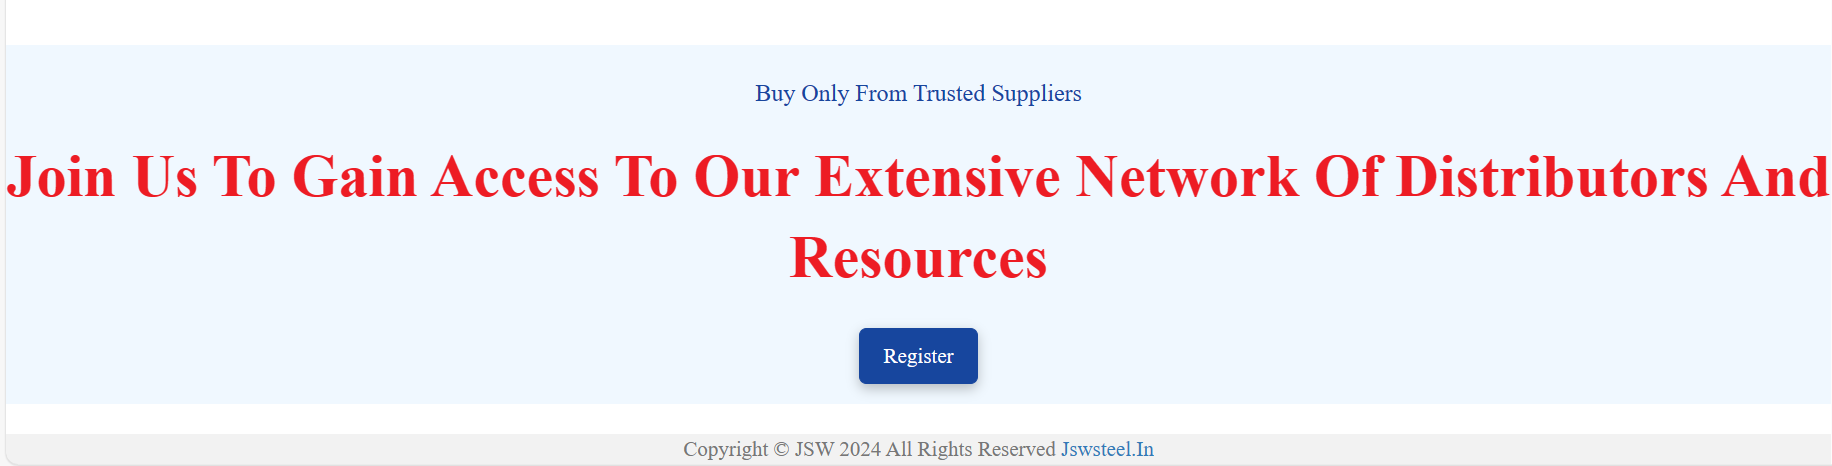 Buy Only From Trusted Suppliers
Join Us To Gain Access To Our Extensive Network Of Distributors And
Resources
Register
Copyright © JSW 2024 All Rights Reserved Jswsteel.In